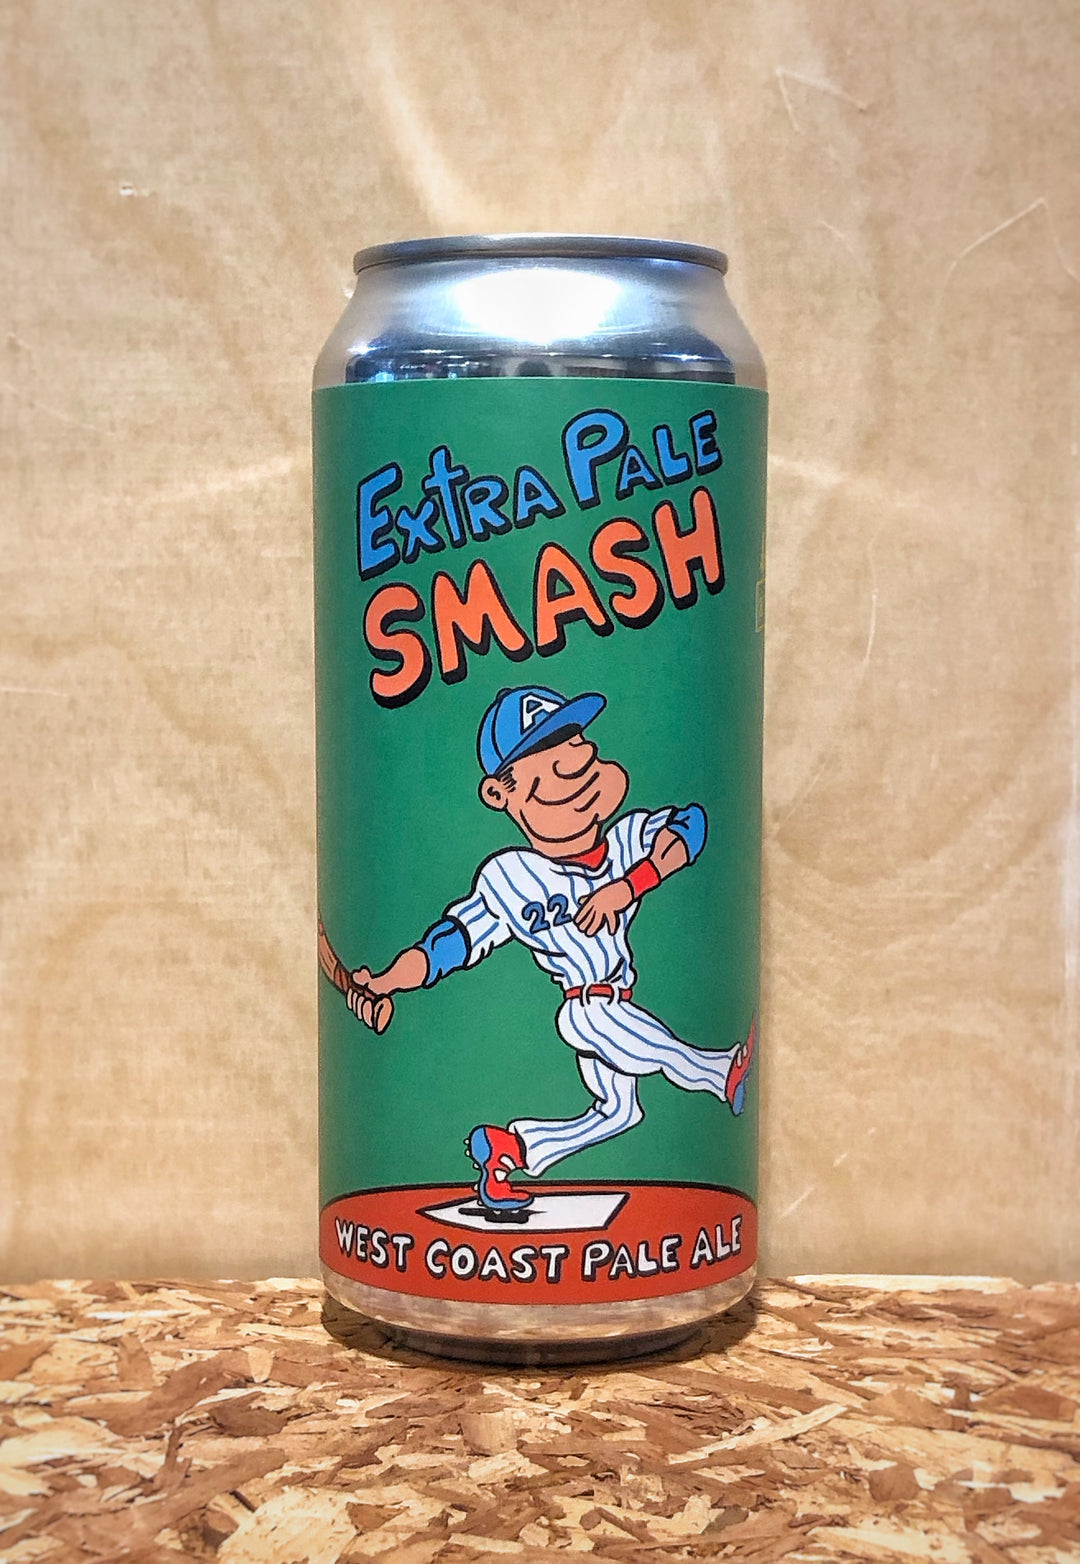 Extra Pale
SMASH
A
22
WEST COAST PALE ALE